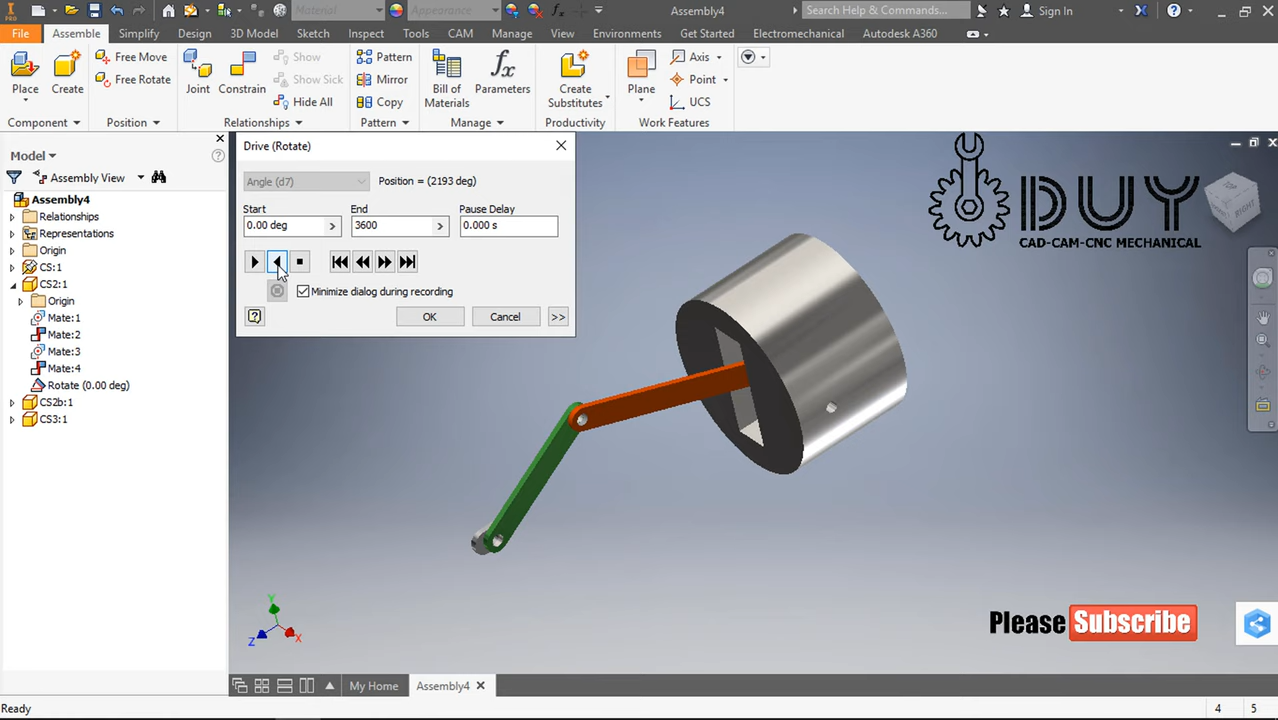 PRO
Material
Appearance
fx
Assembly4
Search Help & Commands...
Sign In
File
Assemble
Simplify
Design
3D Model
Sketch
Inspect
Tools
CAM
Manage
View
Environments
Get Started
Electromechanical
Autodesk A360
Place
Create
Component
Free Move
Free Rotate
Position
Joint
Constrain
Show
Show Sick
Hide All
Relationships
Pattern
Mirror
Copy
Pattern
Bill of
Materials
fx
Parameters
Manage
Create
Substitutes
Productivity
Plane
Axis
Point
UCS
Work Features
Model
Assembly View
Assembly4
Relationships
Representations
Origin
CS:1
CS2:1
Origin
Mate:1
Mate:2
Mate:3
Mate:4
Rotate (0.00 deg)
CS2b:1
CS3:1
Drive (Rotate)
Angle (d7)
Position = (2193 deg)
Start
End
Pause Delay
0.00 deg
3600
0.000 s
Minimize dialog during recording
OK
Cancel
>>
DUY
CAD-CAM-CNC MECHANICAL
RIGHT
Y
Z
X
Please Subscribe
My Home
Assembly4
Ready
4
5